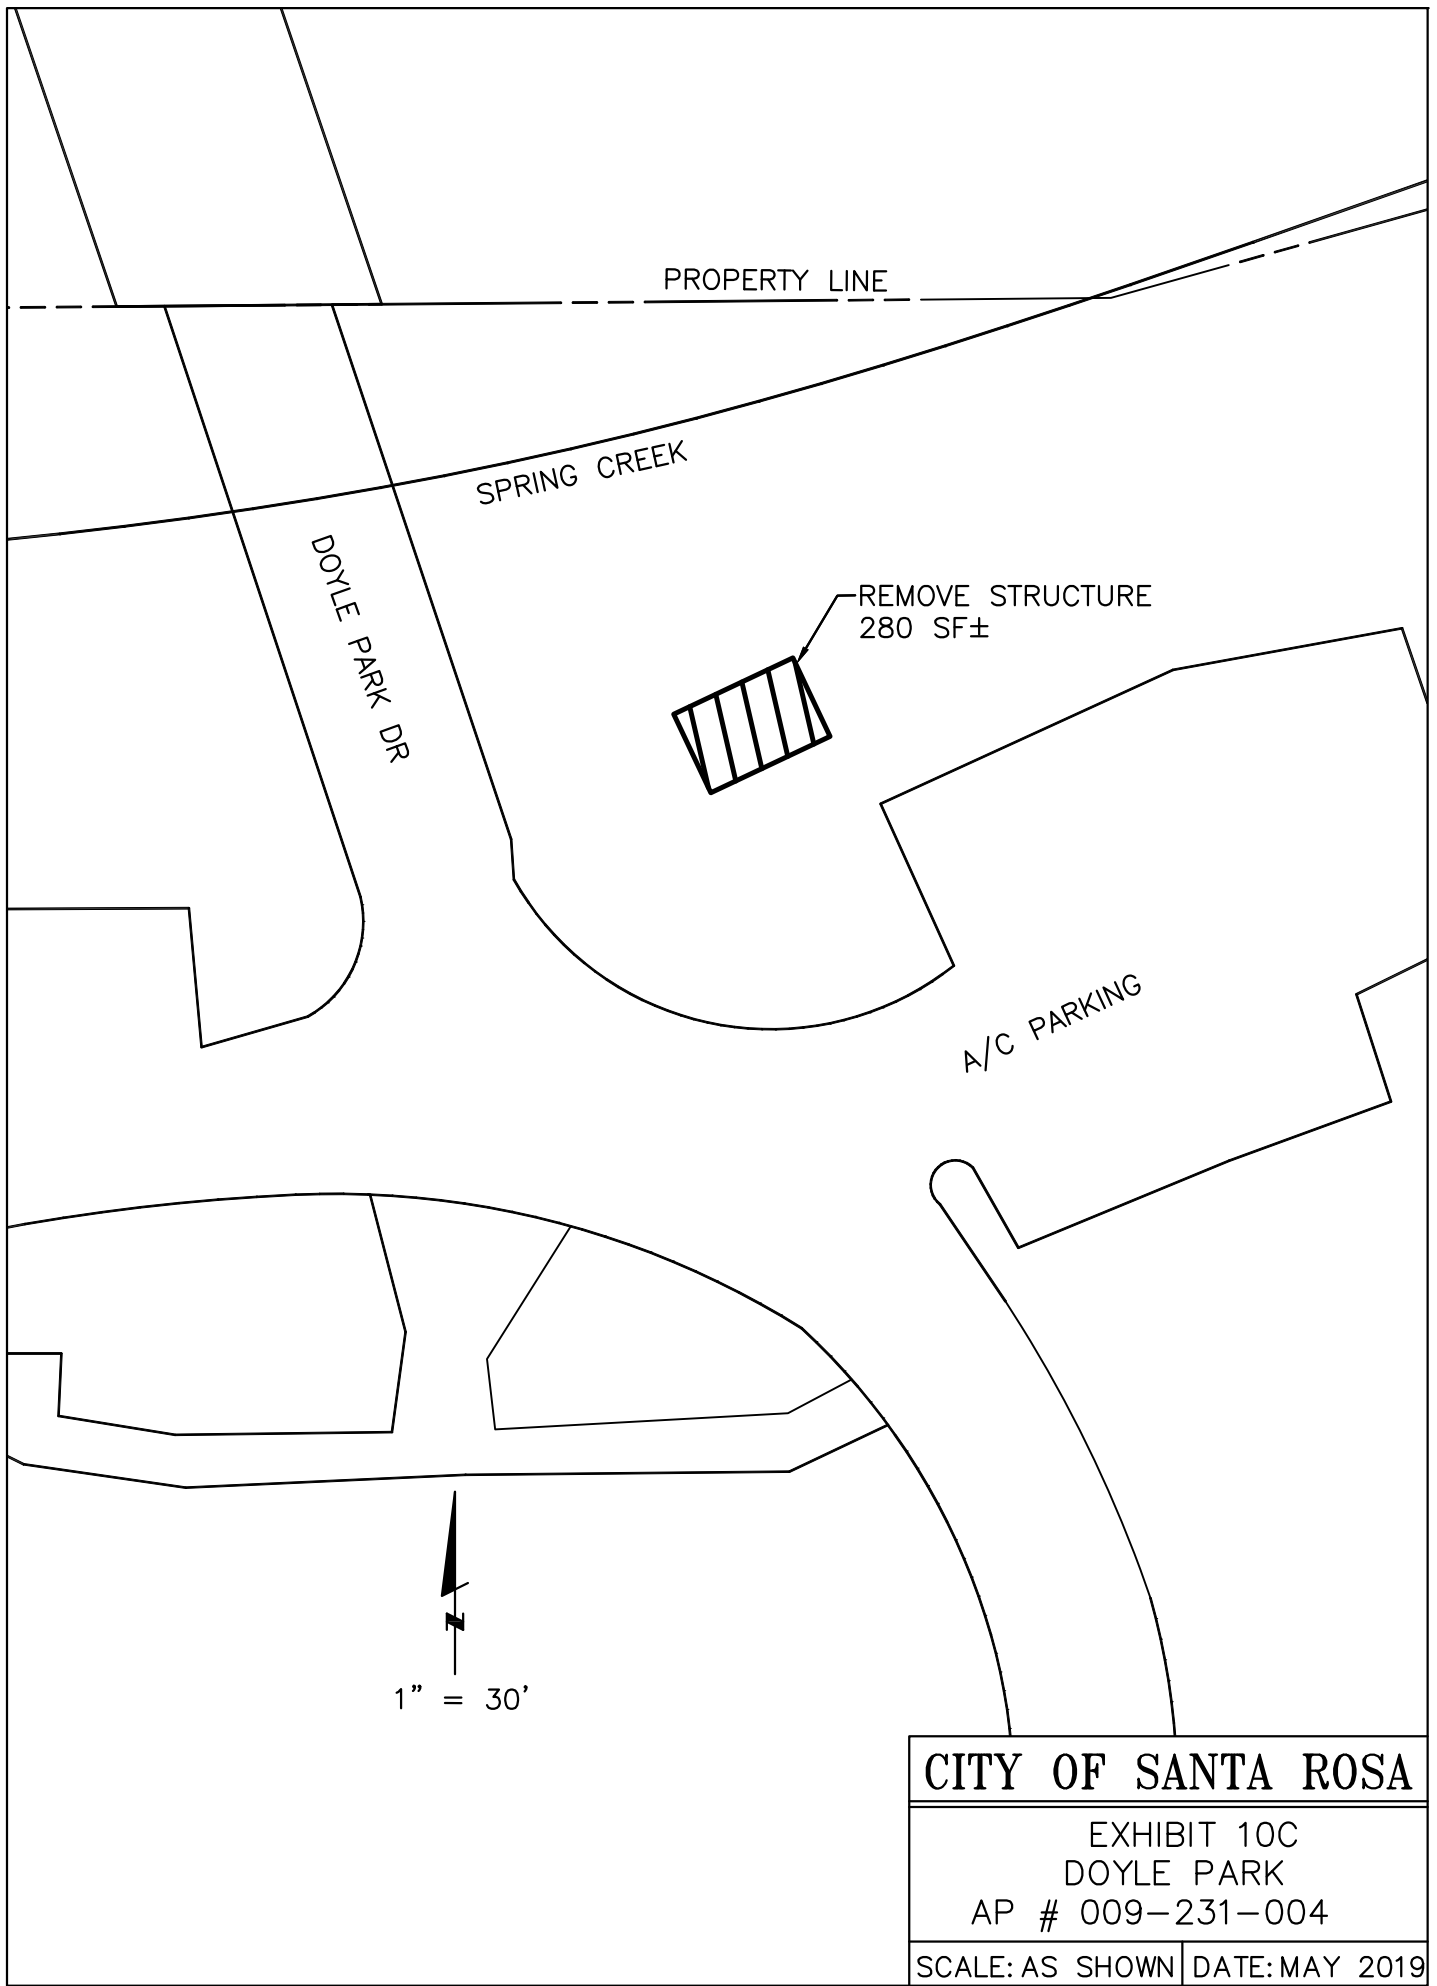 PROPERTY LINE
SPRING CREEK
DOYLE PARK DR
REMOVE STRUCTURE
280 SF±
A/C PARKING
N
1" = 30'
CITY OF SANTA ROSA
EXHIBIT 10C
DOYLE PARK
AP # 009-231-004
SCALE: AS SHOWN
DATE: MAY 2019